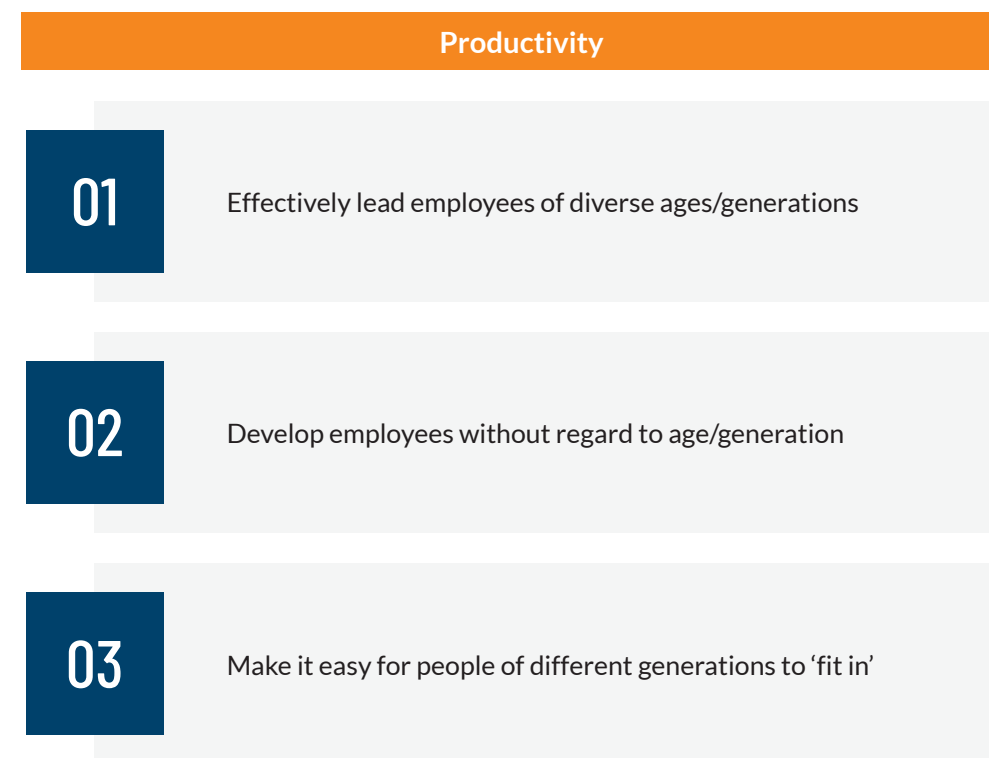 Productivity
01
Effectively lead employees of diverse ages/generations
02
Develop employees without regard to age/generation
03
Make it easy for people of different generations to ‘fit in’